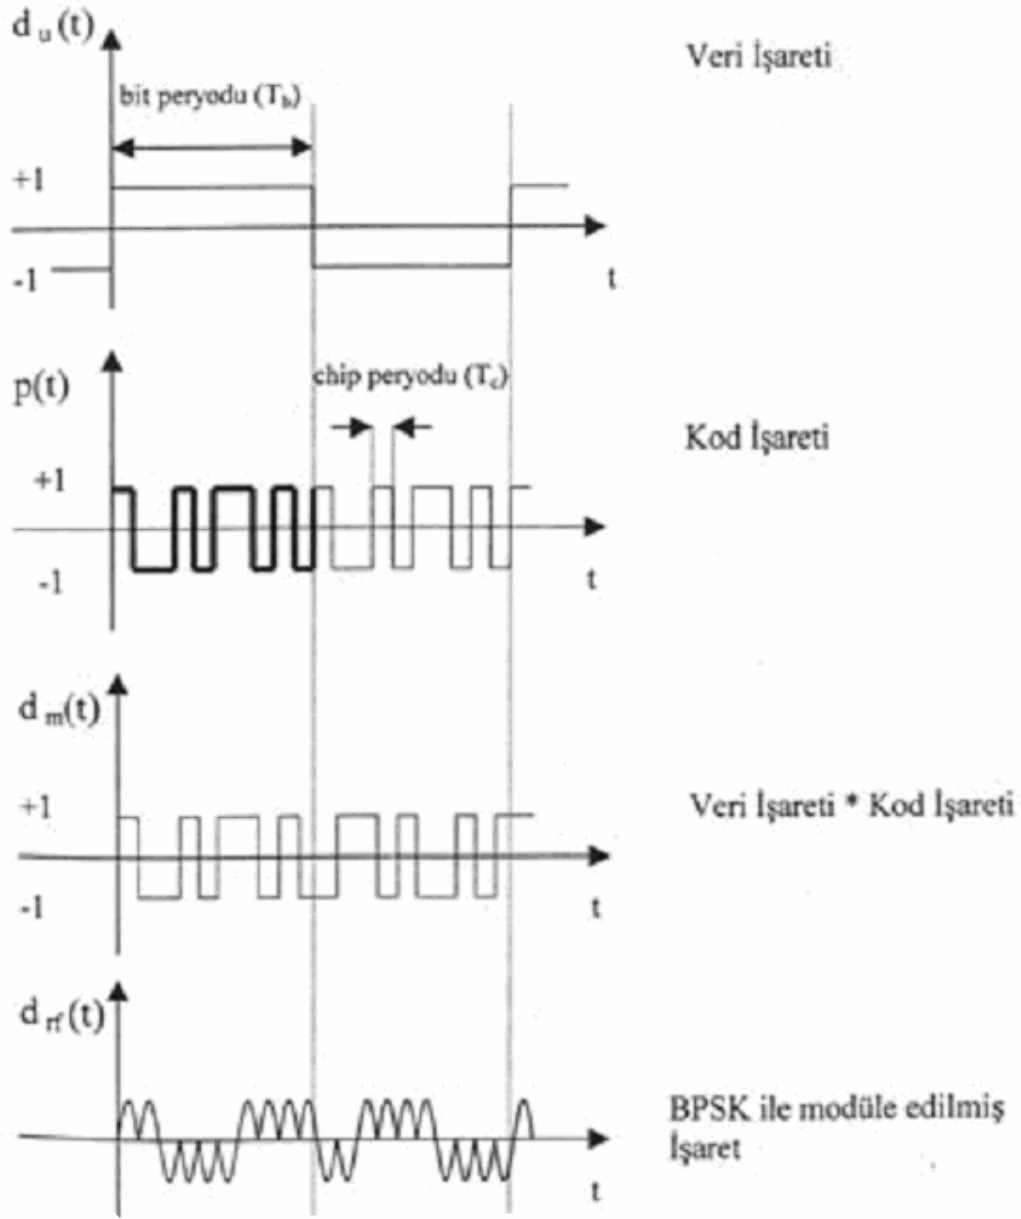 d u (t)
Veri İşareti
bit peryodu (Tb)
+1
-1
t
p(t)
chip peryodu (Tc)
Kod İşareti
+1
-1
t
d m(t)
+1
Veri İşareti * Kod İşareti
-1
t
d rf(t)
BPSK ile modüle edilmiş
İşaret
t